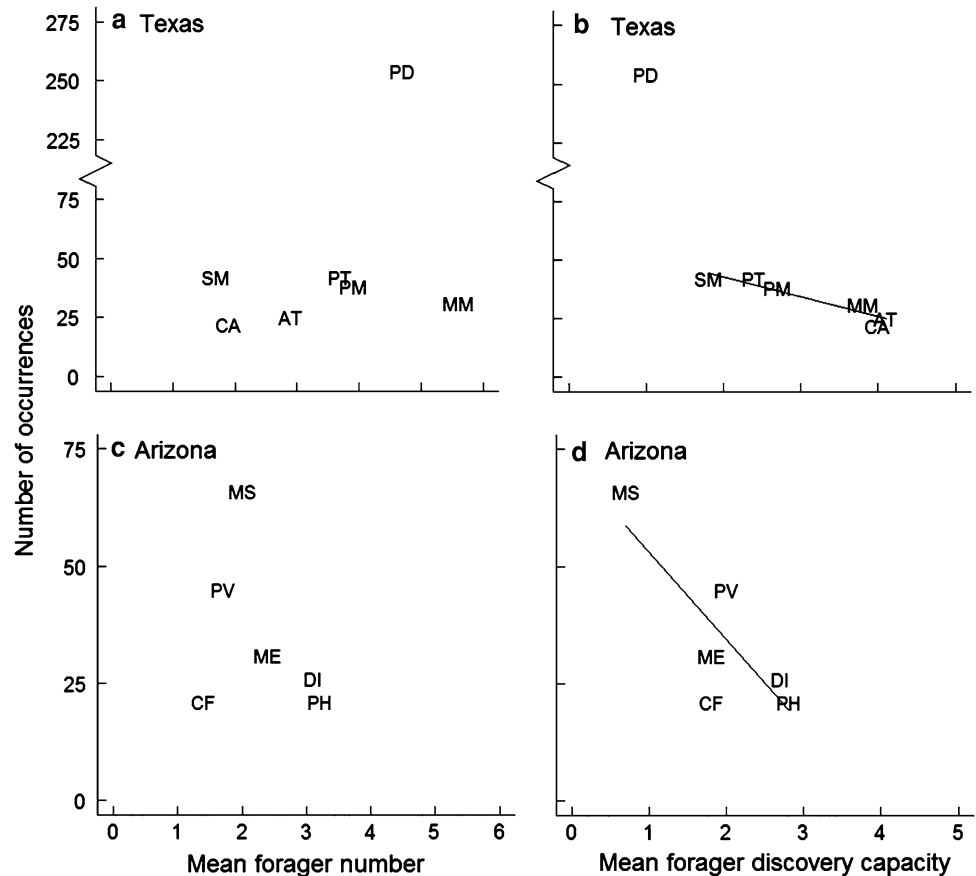 a Texas
b Texas
275
250
225
75
50
25
0
PD
SM
CA
AT
PT
PM
MM
PD
SM
PT
PM
MM
AT
CA
Number of occurrences
c Arizona
d Arizona
75
50
25
0
MS
PV
ME
CF
DI
PH
MS
PV
ME
CF
DI
PH
0 1 2 3 4 5 6
0 1 2 3 4 5
Mean forager number
Mean forager discovery capacity